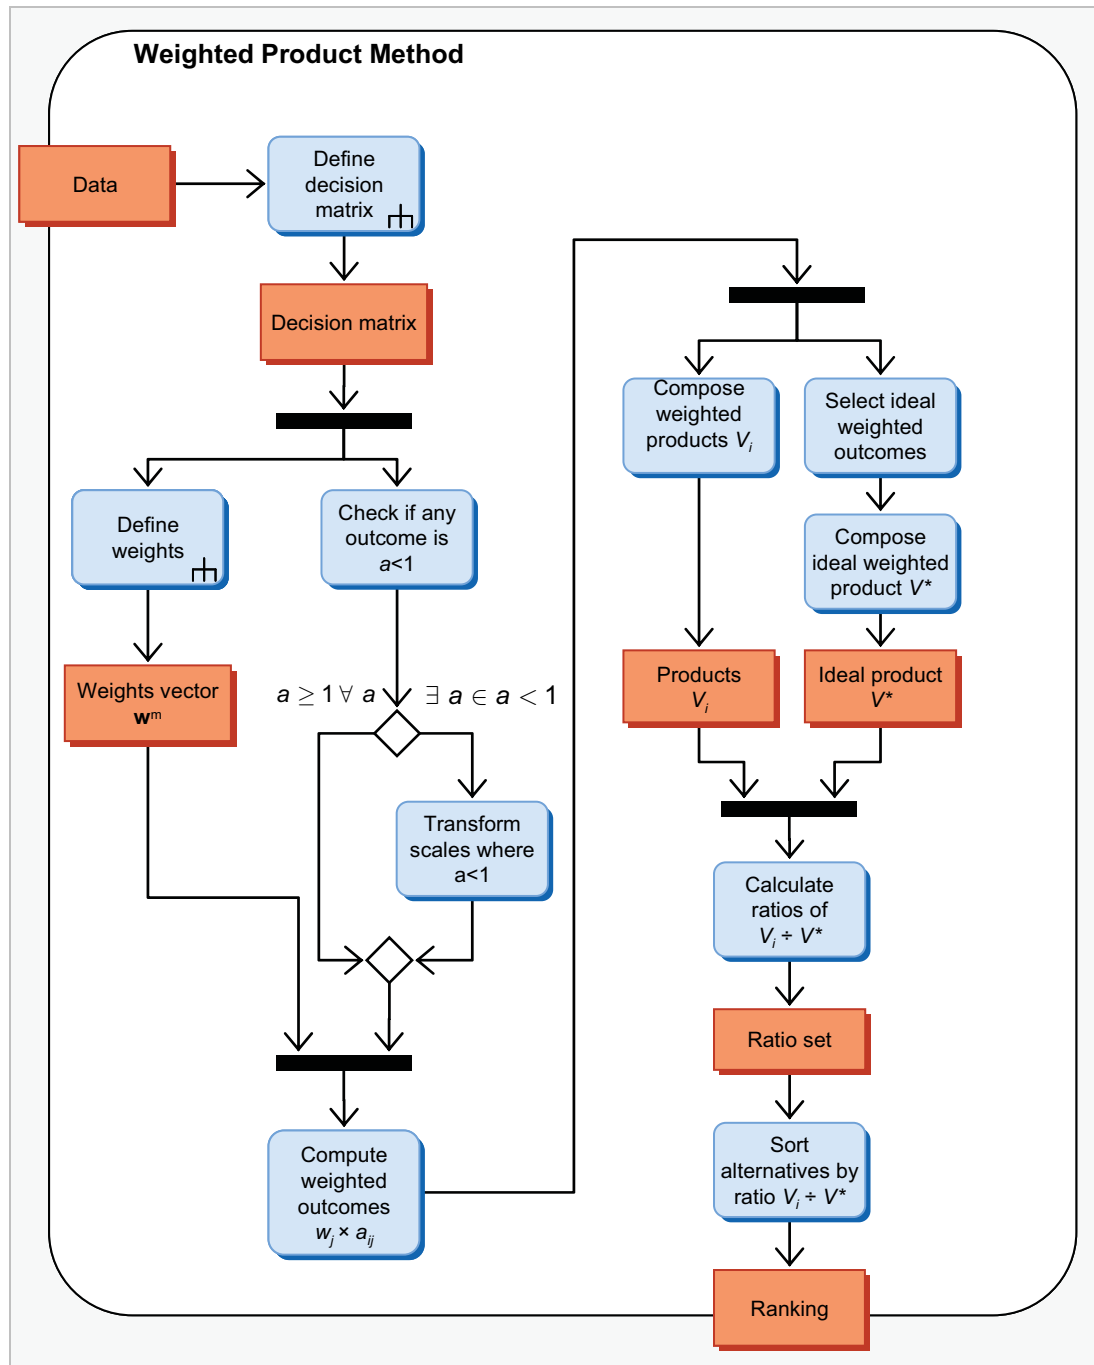 Weighted Product Method
Data
Define
decision
matrix
Decision matrix
Define
weights
Check if any
outcome is
a<1
Weights vector
wᵐ
a ≥ 1 ∀ a
∃ a ∈ a < 1
Transform
scales where
a<1
Compute
weighted
outcomes
wⱼ × aᵢⱼ
Compose
weighted
products Vᵢ
Select ideal
weighted
outcomes
Compose
ideal weighted
product V*
Products
Vᵢ
Ideal product
V*
Calculate
ratios of
Vᵢ ÷ V*
Ratio set
Sort
alternatives by
ratio Vᵢ ÷ V*
Ranking